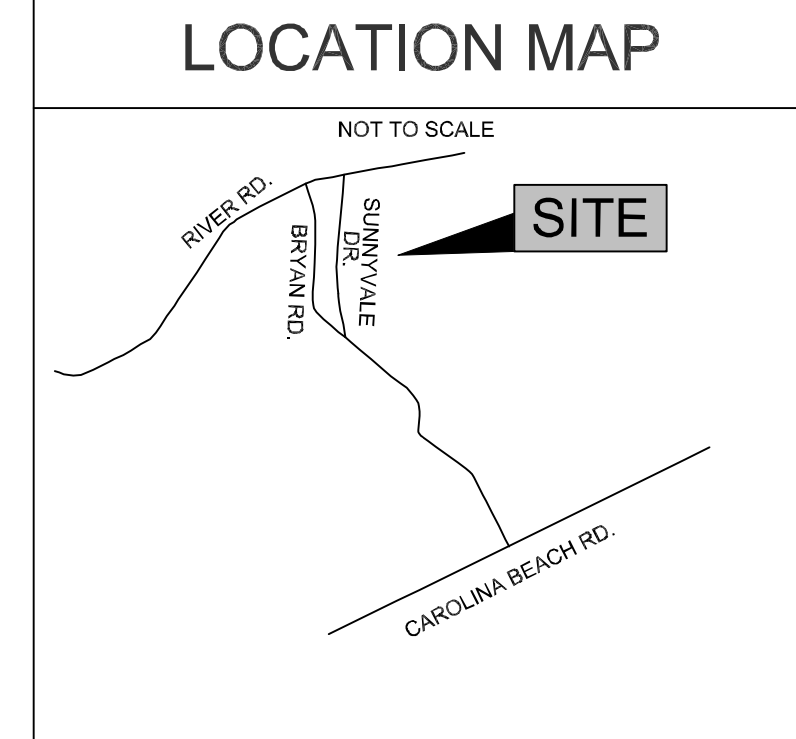 LOCATION MAP
NOT TO SCALE
RIVER RD.
SUNNYVALE
DR.
SITE
BRYAN RD.
CAROLINA BEACH RD.